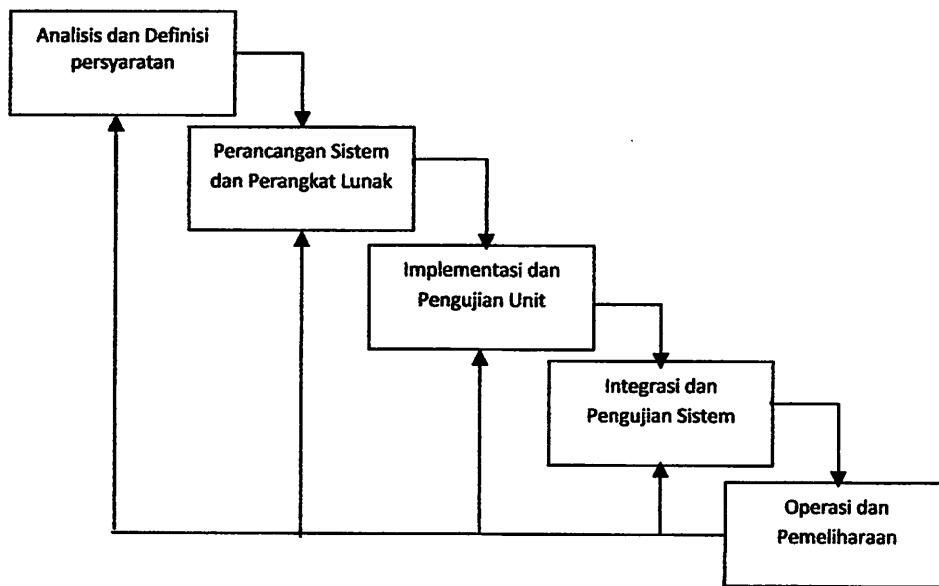 Analisis dan Definisi
persyaratan
Perancangan Sistem
dan Perangkat Lunak
Implementasi dan
Pengujian Unit
Integrasi dan
Pengujian Sistem
Operasi dan
Pemeliharaan